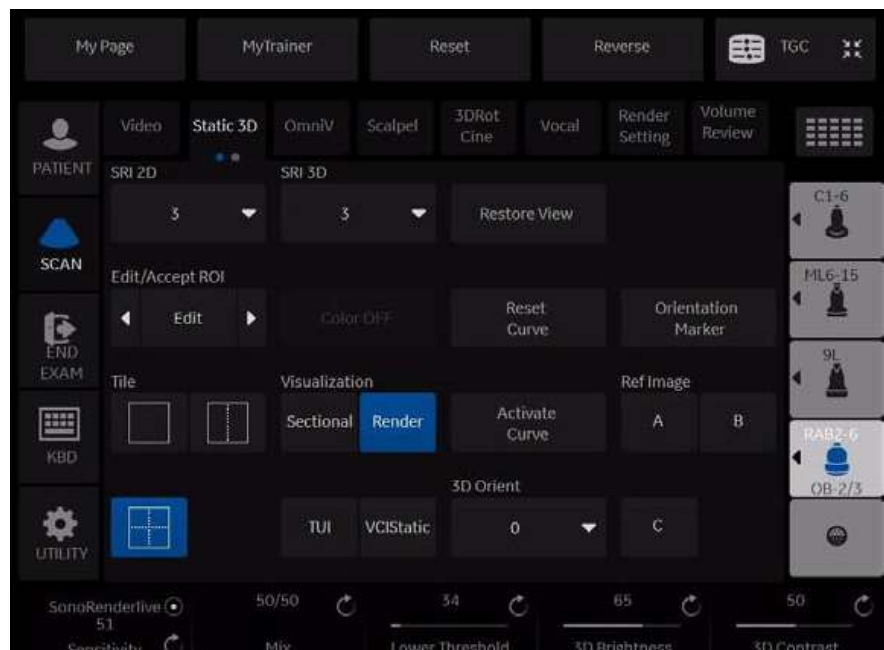 My Page
MyTrainer
Reset
Reverse
TGC
PATIENT
Video
Static 3D
OmniV
Scalpel
3DRot
Cine
Vocal
Render
Setting
Volume
Review
SRI 2D
SRI 3D
3
3
Restore View
C1-6
SCAN
Edit/Accept ROI
Edit
Color OFF
Reset
Curve
Orientation
Marker
ML6-15
END
EXAM
Tile
Visualization
Sectional
Render
Activate
Curve
Ref Image
A
B
9L
KBD
3D Orient
RAB2-6
OB-2/3
UTILITY
TUI
VCIStatic
0
C
SonoRenderlive
51
Sensitivity
50/50
Mix
34
Lower Threshold
65
3D Brightness
50
3D Contrast